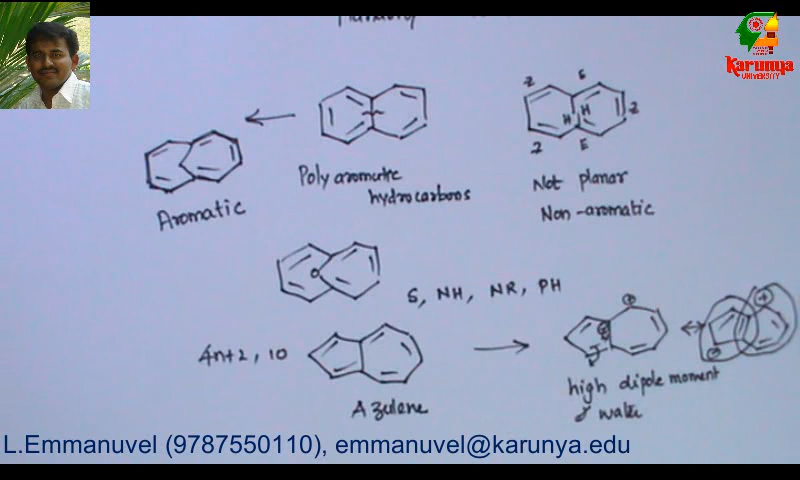 Karunya
UNIVERSITY
Z E
H H Z
Z E
Poly aromatic
hydrocarbons
Not planar
Non-aromatic
Aromatic
O
S, NH, NR, PH
4n+2, 10
Azulene
high dipole moment
water
L.Emmanuvel (9787550110), emmanuvel@karunya.edu